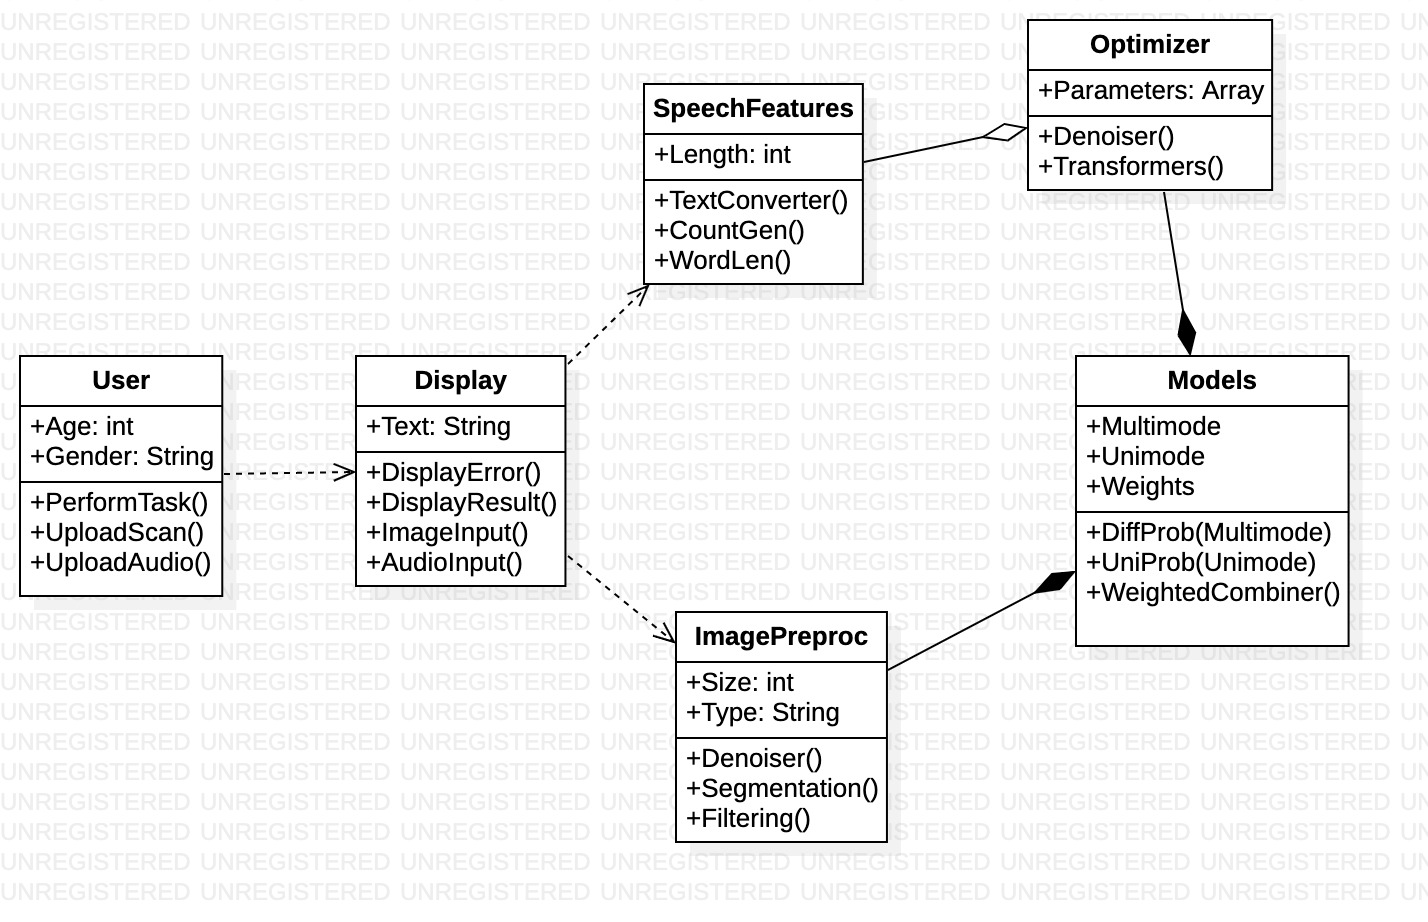 Optimizer
+Parameters: Array
+Denoiser()
+Transformers()
SpeechFeatures
+Length: int
+TextConverter()
+CountGen()
+WordLen()
User
+Age: int
+Gender: String
+PerformTask()
+UploadScan()
+UploadAudio()
Display
+Text: String
+DisplayError()
+DisplayResult()
+ImageInput()
+AudioInput()
Models
+Multimode
+Unimode
+Weights
+DiffProb(Multimode)
+UniProb(Unimode)
+WeightedCombiner()
ImagePreproc
+Size: int
+Type: String
+Denoiser()
+Segmentation()
+Filtering()
UNREGISTERED